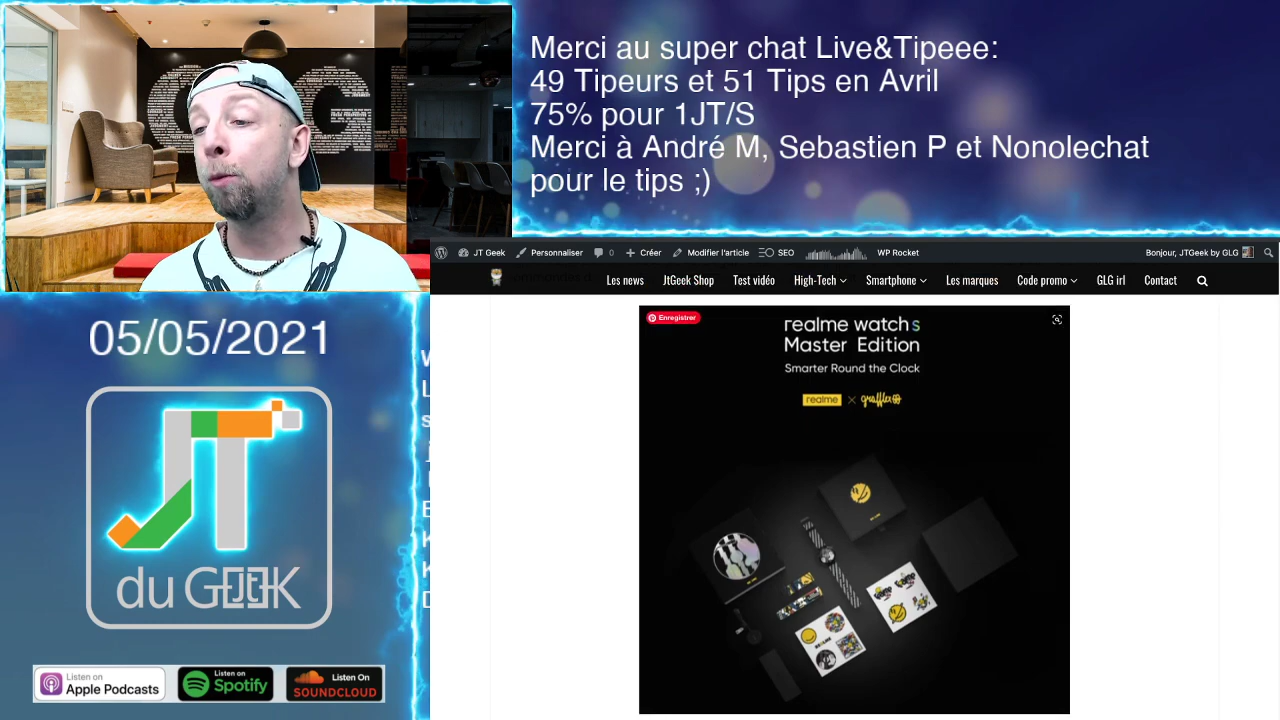 Merci au super chat Live&Tipeee:
49 Tipeurs et 51 Tips en Avril
75% pour 1JT/S
Merci à André M, Sebastien P et Nonolechat
pour le tips ;)
JT Geek Personnaliser 0 Créer Modifier l'article SEO WP Rocket Bonjour, JTGeek by GLG
Les news JtGeek Shop Test vidéo High-Tech Smartphone Les marques Code promo GLG irl Contact
Enregistrer
realme watch s
Master Edition
Smarter Round the Clock
realme × graflex
05/05/2021
JT
du GEEK
Listen on
Apple Podcasts
Listen on
Spotify
Listen On
SOUNDCLOUD